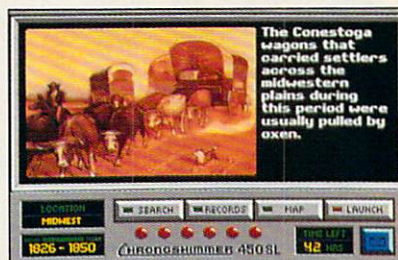 The Conestoga
wagons that
carried settlers
across the
midwestern
plains during
this period were
usually pulled by
oxen.
LOCATION
MIDWEST
SEARCH
RECORDS
MAP
LAUNCH
1826 - 1850
CHRONOSKIMMER 450SL
TIME LEFT
42 HRS